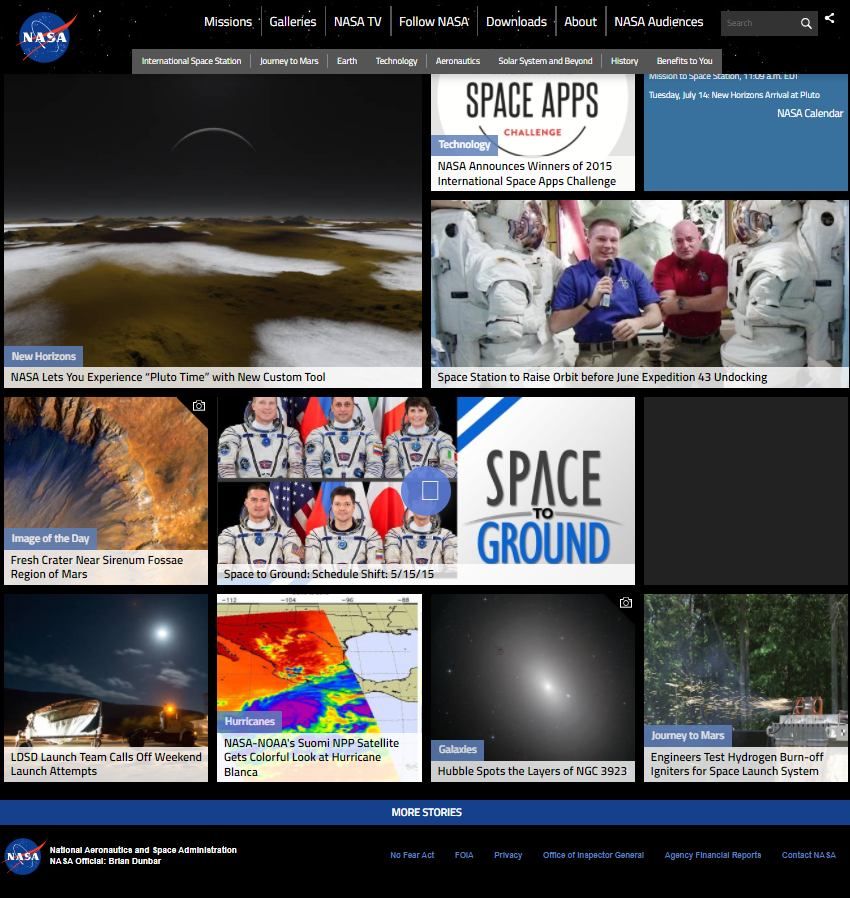 NASA
Missions
Galleries
NASA TV
Follow NASA
Downloads
About
NASA Audiences
Search
International Space Station
Journey to Mars
Earth
Technology
Aeronautics
Solar System and Beyond
History
Benefits to You
SPACE APPS
CHALLENGE
Technology
NASA Announces Winners of 2015
International Space Apps Challenge
Mission to Space Station, 11:09 a.m. EDT
Tuesday, July 14: New Horizons Arrival at Pluto
NASA Calendar
New Horizons
NASA Lets You Experience “Pluto Time” with New Custom Tool
Space Station to Raise Orbit before June Expedition 43 Undocking
Image of the Day
Fresh Crater Near Sirenum Fossae
Region of Mars
SPACE
TO
GROUND
Space to Ground: Schedule Shift: 5/15/15
LDSD Launch Team Calls Off Weekend
Launch Attempts
-112 -104 -96 -88
Hurricanes
NASA-NOAA's Suomi NPP Satellite
Gets Colorful Look at Hurricane
Blanca
Galaxies
Hubble Spots the Layers of NGC 3923
Journey to Mars
Engineers Test Hydrogen Burn-off
Igniters for Space Launch System
MORE STORIES
NASA
National Aeronautics and Space Administration
NASA Official: Brian Dunbar
No Fear Act
FOIA
Privacy
Office of Inspector General
Agency Financial Reports
Contact NASA